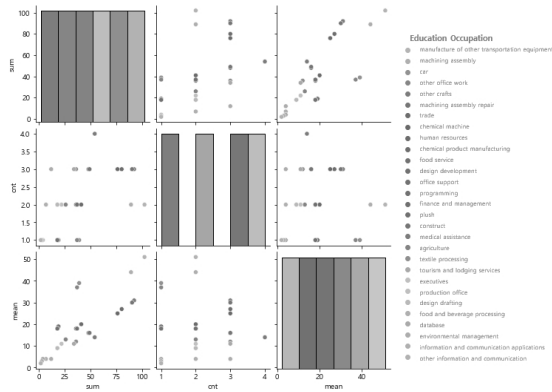 100
80
60
40
20
0
sum
4.0
3.5
3.0
2.5
2.0
1.5
1.0
cnt
50
40
30
20
10
0
mean
0 25 50 75 100
sum
1 2 3 4
cnt
0 20 40
mean
Education Occupation
manufacture of other transportation equipment
machining assembly
car
other office work
other crafts
machining assembly repair
trade
chemical machine
human resources
chemical product manufacturing
food service
design development
office support
programming
finance and management
plush
construct
medical assistance
agriculture
textile processing
tourism and lodging services
executives
production office
design drafting
food and beverage processing
database
environmental management
information and communication applications
other information and communication